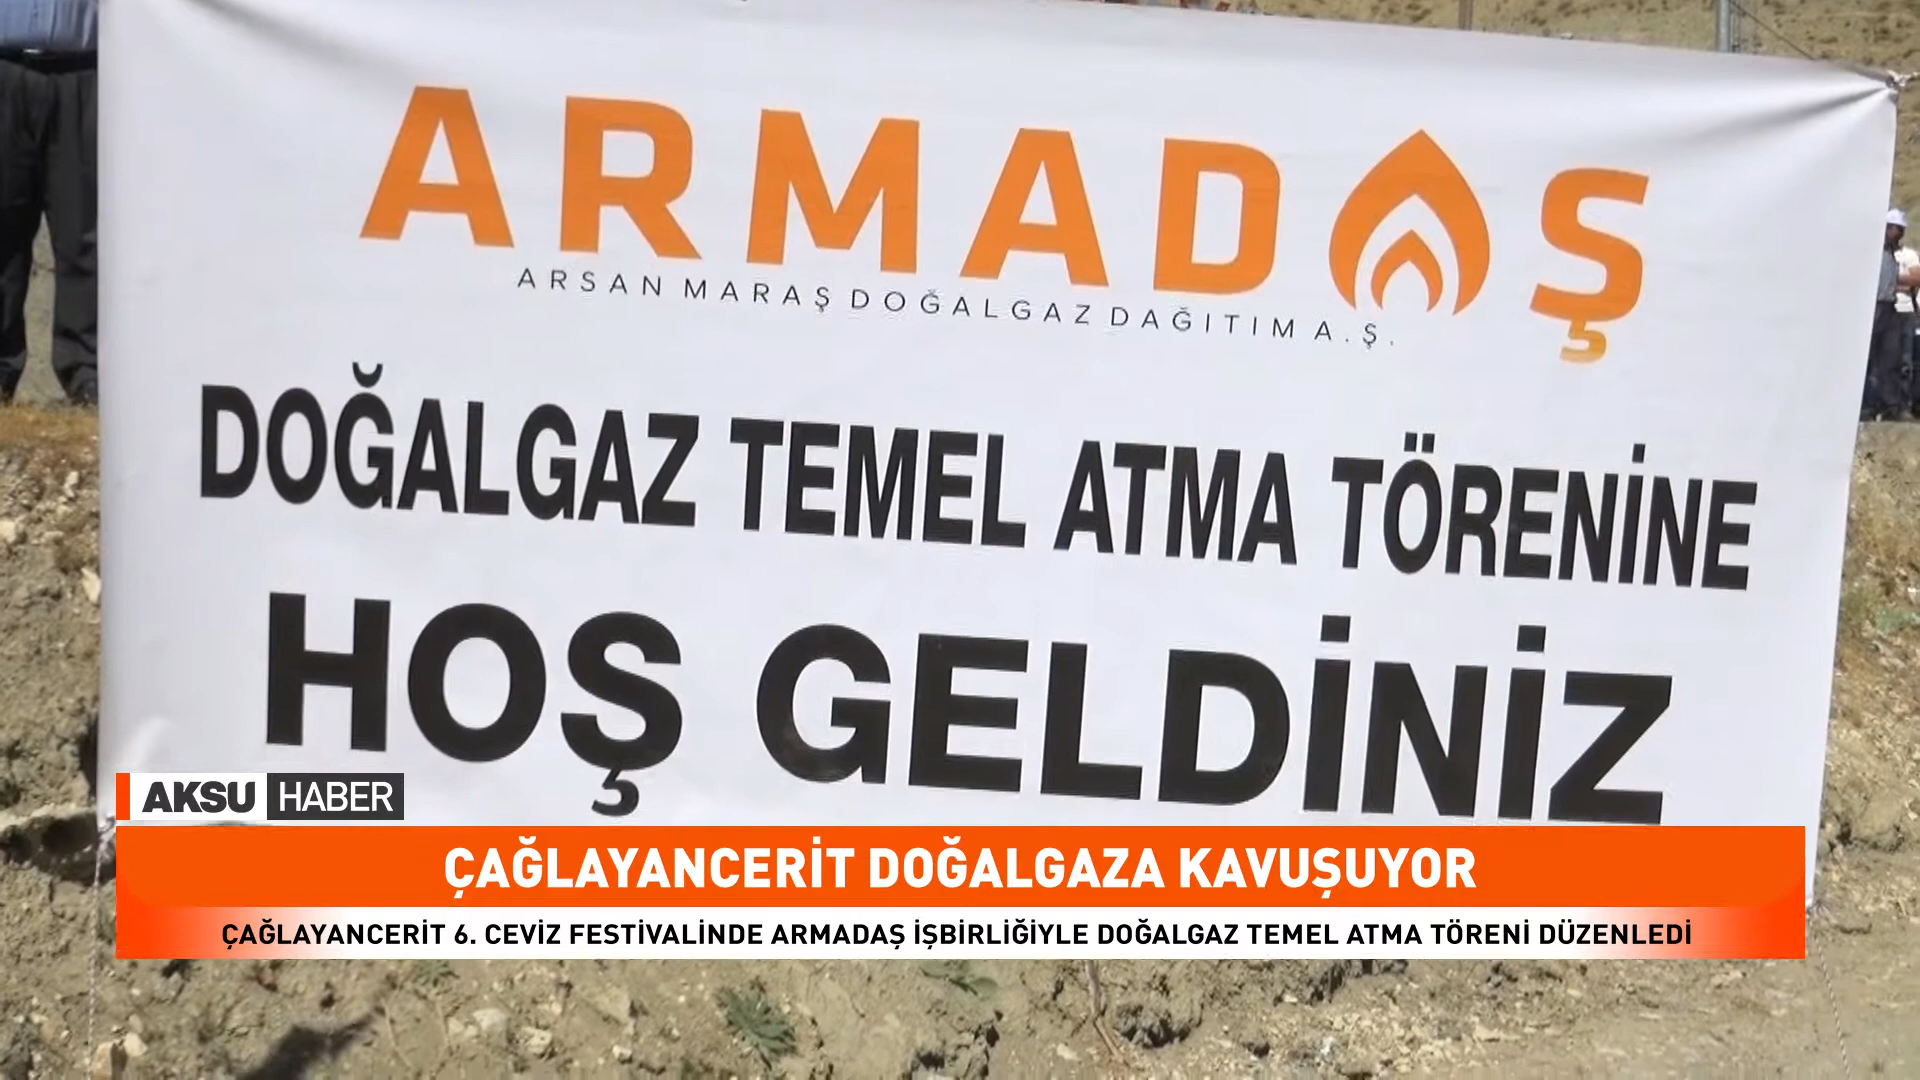 ARMADAŞ
ARSAN MARAŞ DOĞALGAZ DAĞITIM A.Ş.
DOĞALGAZ TEMEL ATMA TÖRENİNE
HOŞ GELDİNİZ
AKSU HABER
ÇAĞLAYANCERİT DOĞALGAZA KAVUŞUYOR
ÇAĞLAYANCERİT 6. CEVİZ FESTİVALİNDE ARMADAŞ İŞBİRLİĞİYLE DOĞALGAZ TEMEL ATMA TÖRENİ DÜZENLEDİ